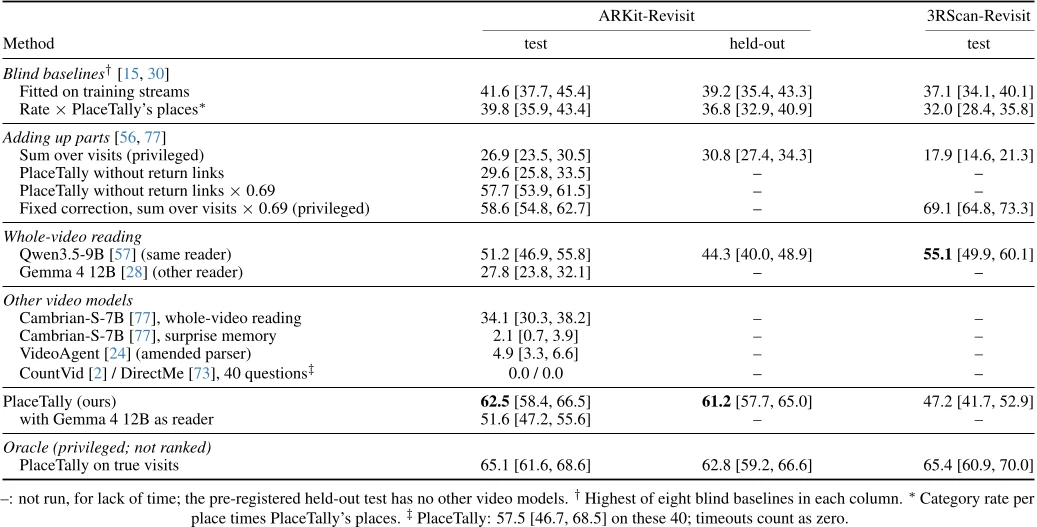 ARKit-Revisit 3RScan-Revisit
Method test held-out test
Blind baselines† [15, 30]
Fitted on training streams 41.6 [37.7, 45.4] 39.2 [35.4, 43.3] 37.1 [34.1, 40.1]
Rate × PlaceTally's places* 39.8 [35.9, 43.4] 36.8 [32.9, 40.9] 32.0 [28.4, 35.8]
Adding up parts [56, 77]
Sum over visits (privileged) 26.9 [23.5, 30.5] 30.8 [27.4, 34.3] 17.9 [14.6, 21.3]
PlaceTally without return links 29.6 [25.8, 33.5] – –
PlaceTally without return links × 0.69 57.7 [53.9, 61.5] – –
Fixed correction, sum over visits × 0.69 (privileged) 58.6 [54.8, 62.7] – 69.1 [64.8, 73.3]
Whole-video reading
Qwen3.5-9B [57] (same reader) 51.2 [46.9, 55.8] 44.3 [40.0, 48.9] 55.1 [49.9, 60.1]
Gemma 4 12B [28] (other reader) 27.8 [23.8, 32.1] – –
Other video models
Cambrian-S-7B [77], whole-video reading 34.1 [30.3, 38.2] – –
Cambrian-S-7B [77], surprise memory 2.1 [0.7, 3.9] – –
VideoAgent [24] (amended parser) 4.9 [3.3, 6.6] – –
CountVid [2] / DirectMe [73], 40 questions‡ 0.0 / 0.0 – –
PlaceTally (ours) 62.5 [58.4, 66.5] 61.2 [57.7, 65.0] 47.2 [41.7, 52.9]
with Gemma 4 12B as reader 51.6 [47.2, 55.6] – –
Oracle (privileged; not ranked)
PlaceTally on true visits 65.1 [61.6, 68.6] 62.8 [59.2, 66.6] 65.4 [60.9, 70.0]
–: not run, for lack of time; the pre-registered held-out test has no other video models. † Highest of eight blind baselines in each column. * Category rate per
place times PlaceTally's places. ‡ PlaceTally: 57.5 [46.7, 68.5] on these 40; timeouts count as zero.